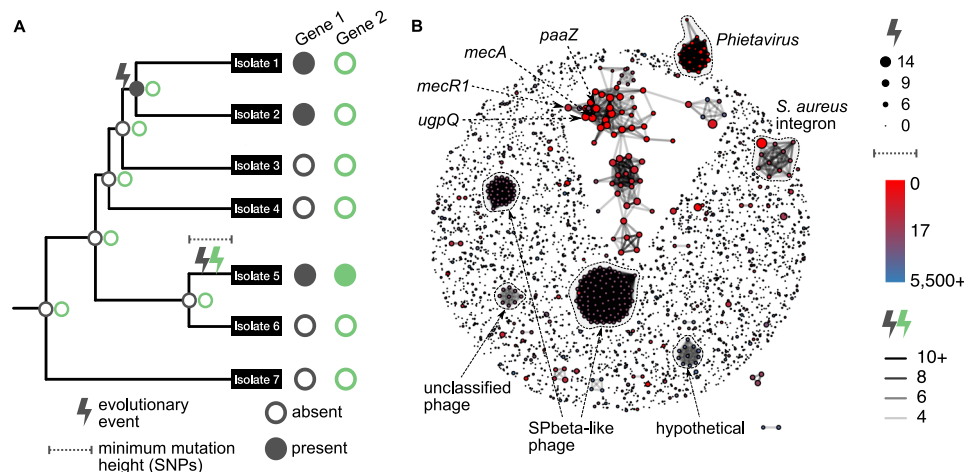 A
Gene 1
Gene 2
Isolate 1
Isolate 2
Isolate 3
Isolate 4
Isolate 5
Isolate 6
Isolate 7
evolutionary
event
absent
minimum mutation
height (SNPs)
present
B
paaZ
mecA
mecR1
ugpQ
Phietavirus
S. aureus
integron
unclassified
phage
SPbeta-like
phage
hypothetical
14
9
6
0
0
17
5,500+
10+
8
6
4